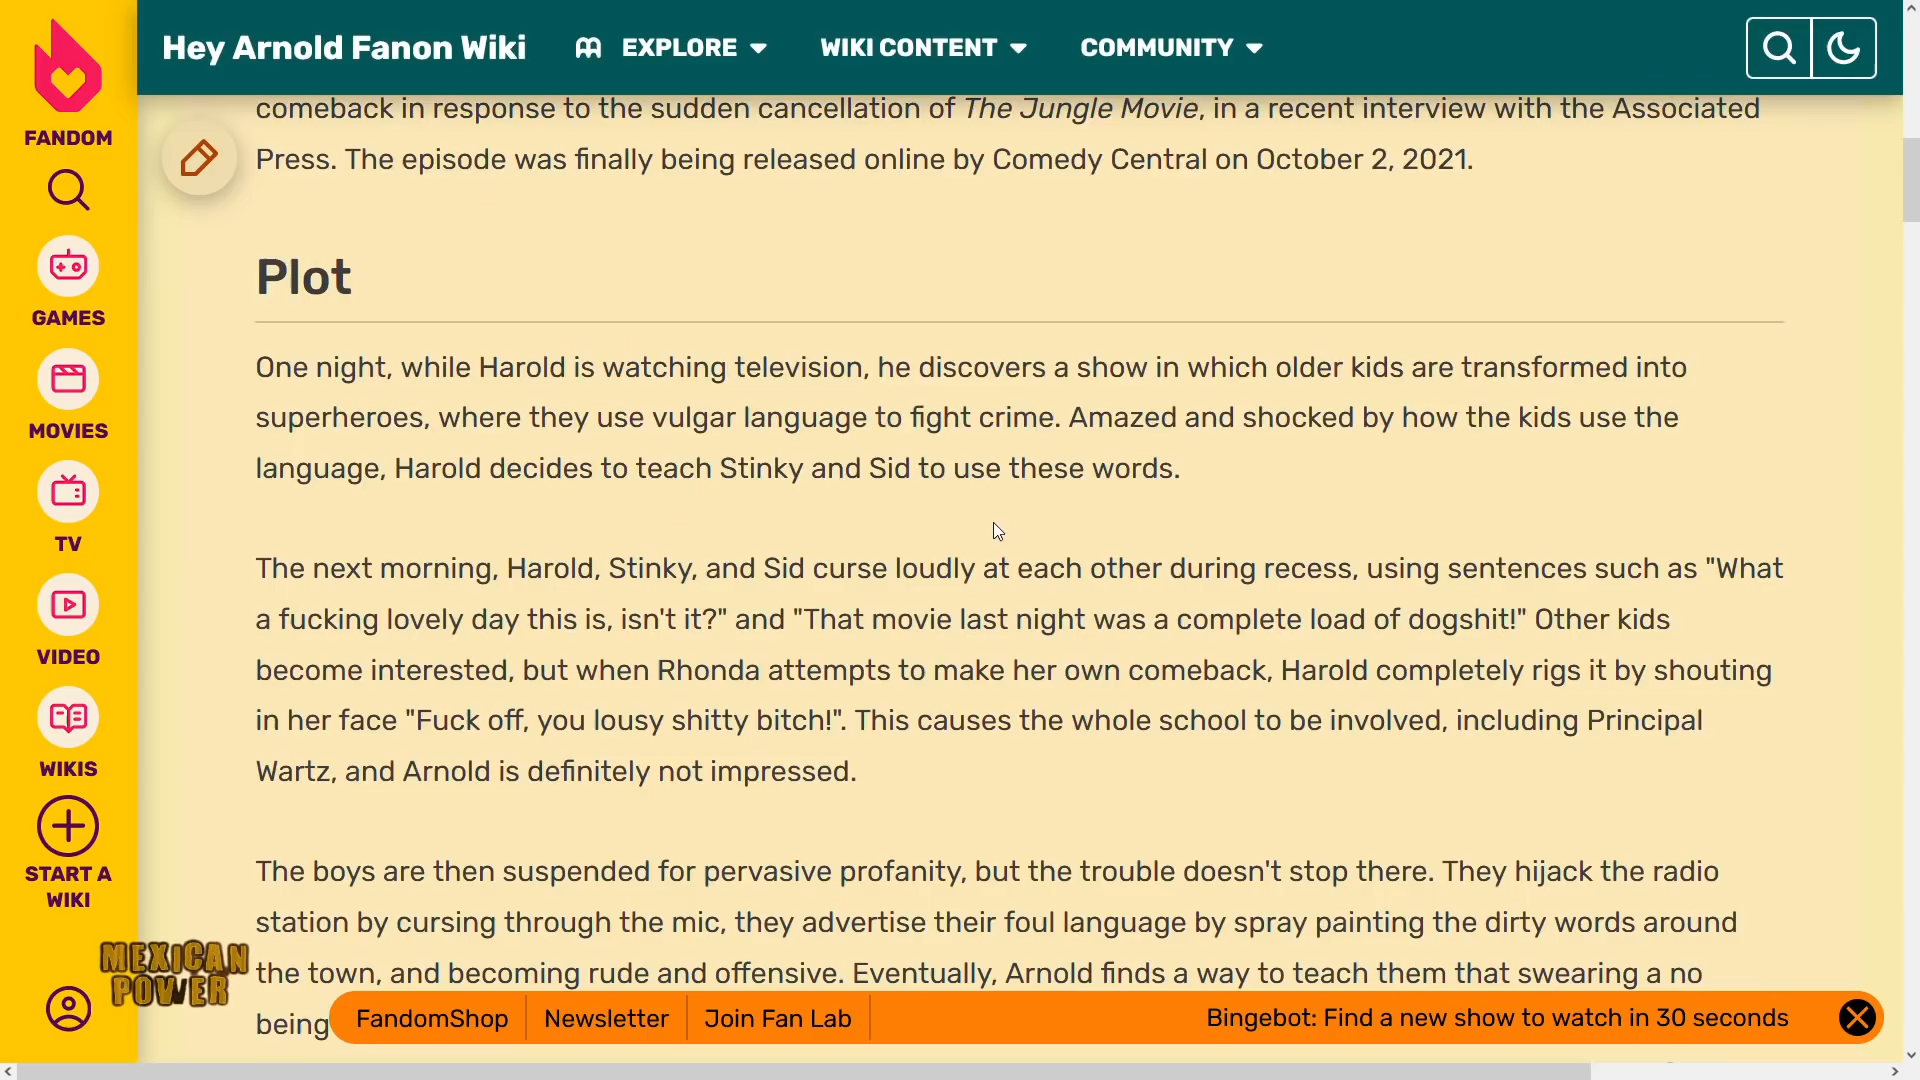 Hey Arnold Fanon Wiki
EXPLORE
WIKI CONTENT
COMMUNITY
FANDOM
GAMES
MOVIES
TV
VIDEO
WIKIS
START A
WIKI
comeback in response to the sudden cancellation of The Jungle Movie, in a recent interview with the Associated
Press. The episode was finally being released online by Comedy Central on October 2, 2021.
Plot
One night, while Harold is watching television, he discovers a show in which older kids are transformed into
superheroes, where they use vulgar language to fight crime. Amazed and shocked by how the kids use the
language, Harold decides to teach Stinky and Sid to use these words.
The next morning, Harold, Stinky, and Sid curse loudly at each other during recess, using sentences such as "What
a fucking lovely day this is, isn't it?" and "That movie last night was a complete load of dogshit!" Other kids
become interested, but when Rhonda attempts to make her own comeback, Harold completely rigs it by shouting
in her face "Fuck off, you lousy shitty bitch!". This causes the whole school to be involved, including Principal
Wartz, and Arnold is definitely not impressed.
The boys are then suspended for pervasive profanity, but the trouble doesn't stop there. They hijack the radio
station by cursing through the mic, they advertise their foul language by spray painting the dirty words around
the town, and becoming rude and offensive. Eventually, Arnold finds a way to teach them that swearing a no
being
MEXICAN
POWER
FandomShop
Newsletter
Join Fan Lab
Bingebot: Find a new show to watch in 30 seconds